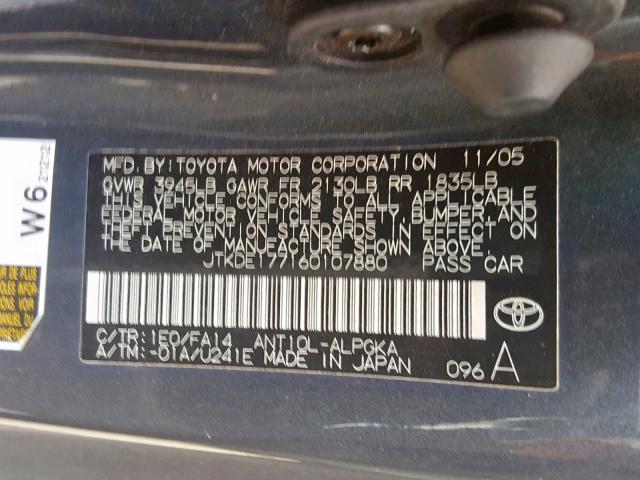 MFD. BY: TOYOTA MOTOR CORPORATION 11/05
GVWR 3945LB GAWR FR 2130LB RR 1835LB
THIS VEHICLE CONFORMS TO ALL APPLICABLE
FEDERAL MOTOR VEHICLE SAFETY, BUMPER, AND
THEFT PREVENTION STANDARDS IN EFFECT ON
THE DATE OF MANUFACTURE SHOWN ABOVE.
JTKDE177160107880 PASS CAR
C/TR: 1E0/FA14 ANT10L-ALPGKA
A/TM: -01A/U241E MADE IN JAPAN
096 A
W6
DE PLUS